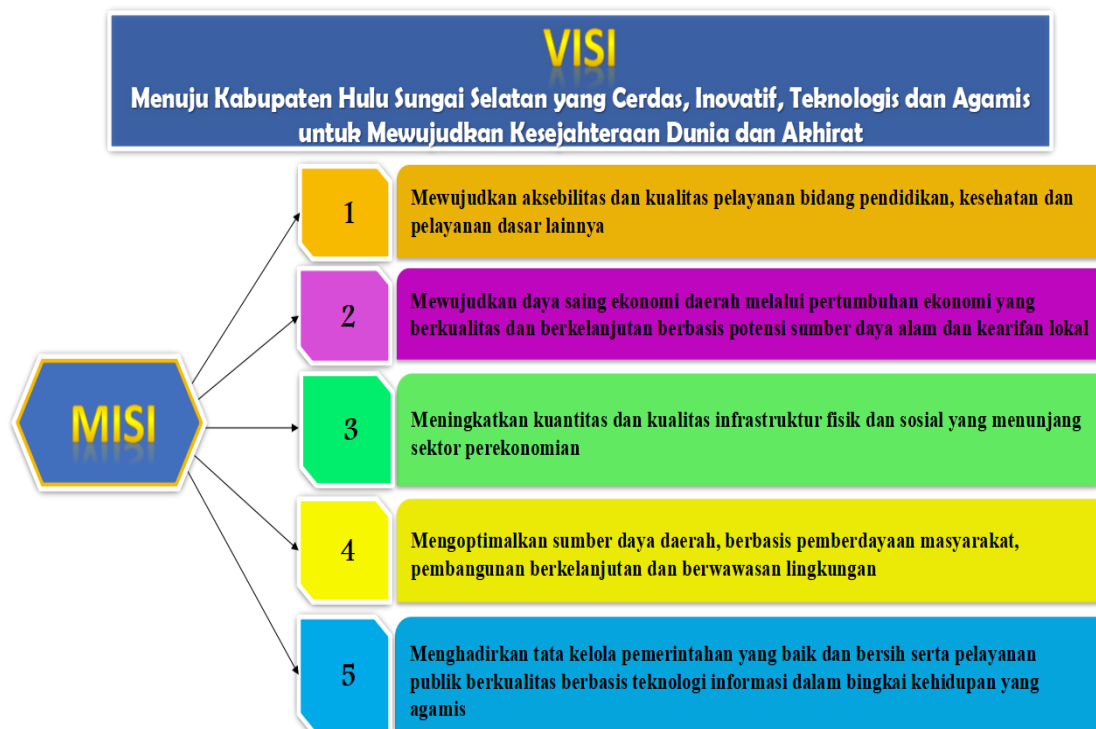 VISI
Menuju Kabupaten Hulu Sungai Selatan yang Cerdas, Inovatif, Teknologis dan Agamis
untuk Mewujudkan Kesejahteraan Dunia dan Akhirat
MISI
1
Mewujudkan aksebilitas dan kualitas pelayanan bidang pendidikan, kesehatan dan
pelayanan dasar lainnya
2
Mewujudkan daya saing ekonomi daerah melalui pertumbuhan ekonomi yang
berkualitas dan berkelanjutan berbasis potensi sumber daya alam dan kearifan lokal
3
Meningkatkan kuantitas dan kualitas infrastruktur fisik dan sosial yang menunjang
sektor perekonomian
4
Mengoptimalkan sumber daya daerah, berbasis pemberdayaan masyarakat,
pembangunan berkelanjutan dan berwawasan lingkungan
5
Menghadirkan tata kelola pemerintahan yang baik dan bersih serta pelayanan
publik berkualitas berbasis teknologi informasi dalam bingkai kehidupan yang
agamis